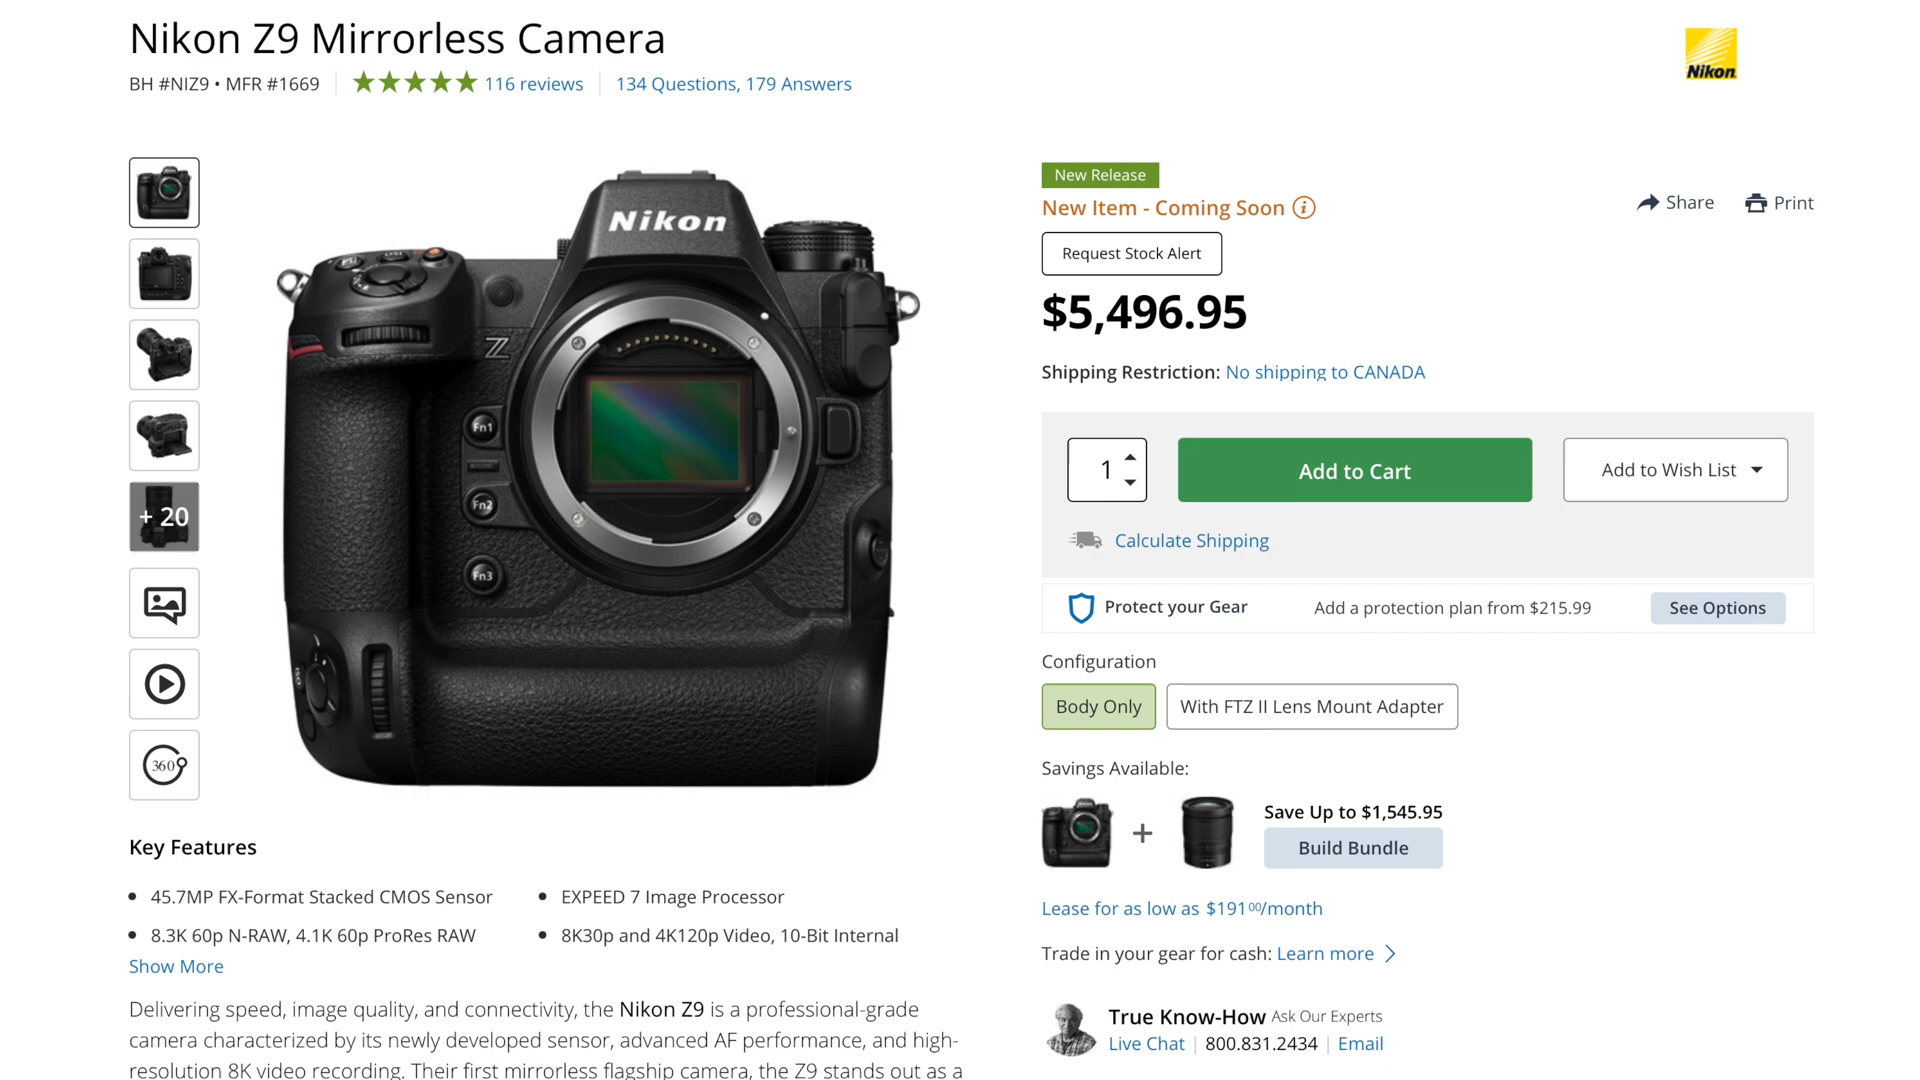 Nikon Z9 Mirrorless Camera
BH #NIZ9 • MFR #1669
116 reviews
134 Questions, 179 Answers
Nikon
+ 20
360
Nikon
Z
Fn1
Fn2
Fn3
ISO
New Release
New Item - Coming Soon
Request Stock Alert
Share
Print
$5,496.95
Shipping Restriction: No shipping to CANADA
1
Add to Cart
Add to Wish List
Calculate Shipping
Protect your Gear
Add a protection plan from $215.99
See Options
Configuration
Body Only
With FTZ II Lens Mount Adapter
Savings Available:
+
Save Up to $1,545.95
Build Bundle
Lease for as low as $191⁰⁰/month
Trade in your gear for cash: Learn more
True Know-How Ask Our Experts
Live Chat | 800.831.2434 | Email
Key Features
• 45.7MP FX-Format Stacked CMOS Sensor
• EXPEED 7 Image Processor
• 8.3K 60p N-RAW, 4.1K 60p ProRes RAW
• 8K30p and 4K120p Video, 10-Bit Internal
Show More
Delivering speed, image quality, and connectivity, the Nikon Z9 is a professional-grade
camera characterized by its newly developed sensor, advanced AF performance, and high-
resolution 8K video recording. Their first mirrorless flagship camera, the Z9 stands out as a